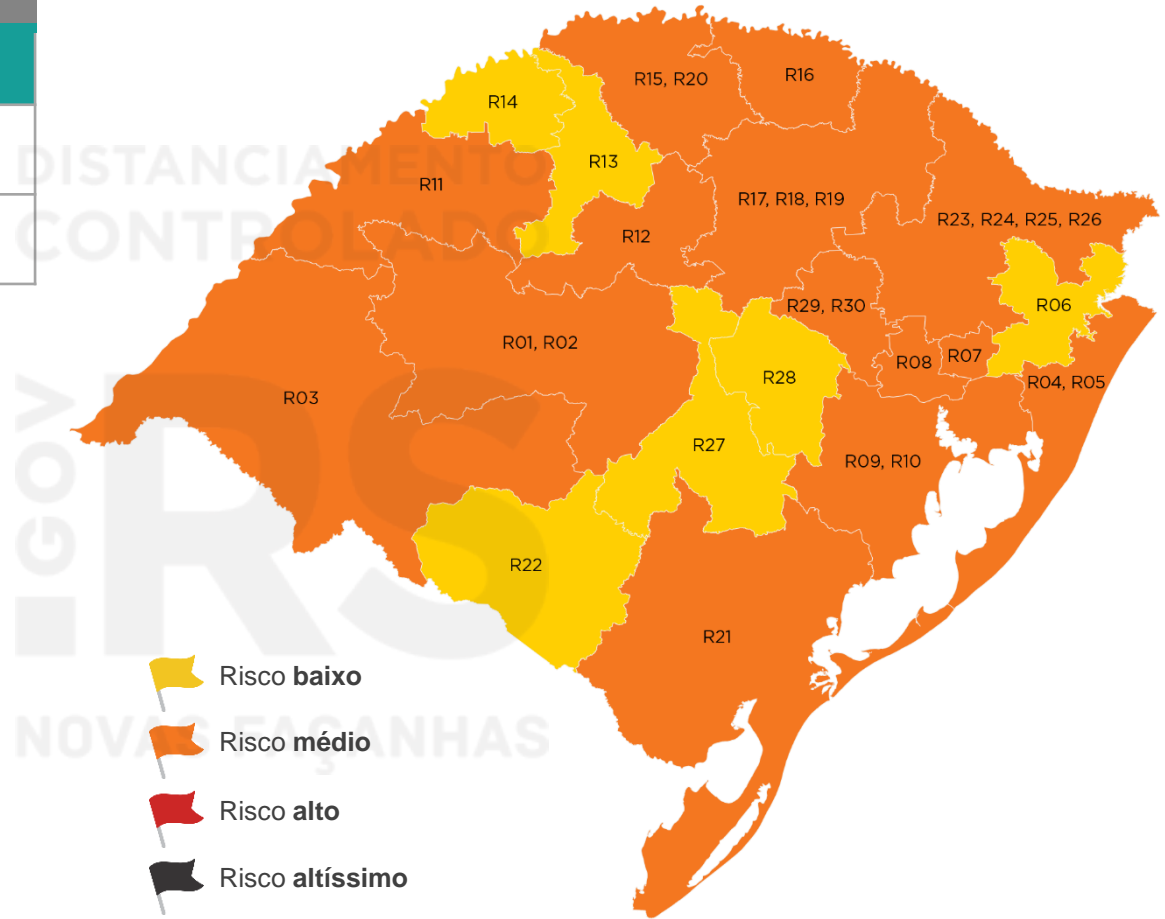 R15, R20
R16
R14
R13
DISTANCIAMENTO
R11
R17, R18, R19
R23, R24, R25, R26
CONTROLADO
R12
R06
R29, R30
R01, R02
R08
R07
R28
R04, R05
R03
R27
R09, R10
.GOV
RS
R22
R21
Risco baixo
NOVAS FAÇANHAS
Risco médio
Risco alto
Risco altíssimo